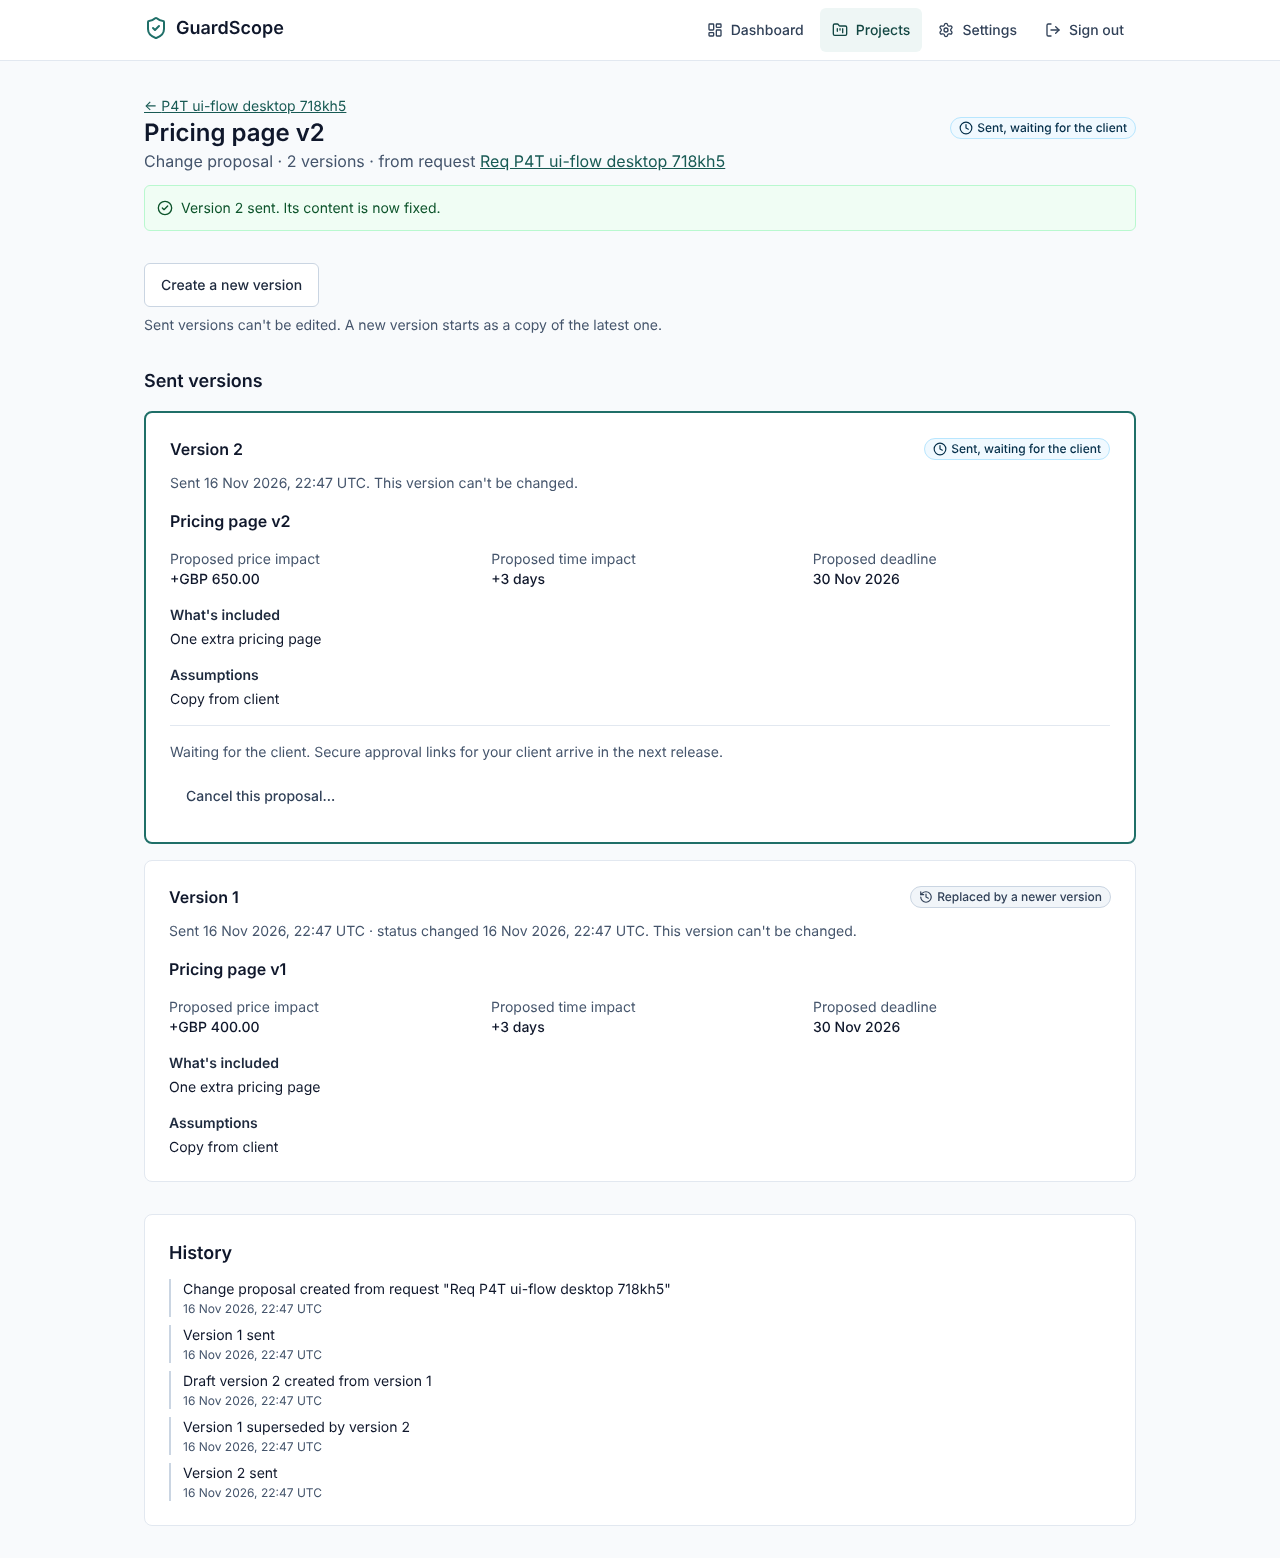 GuardScope
Dashboard
Projects
Settings
Sign out
← P4T ui-flow desktop 718kh5
Pricing page v2
Sent, waiting for the client
Change proposal · 2 versions · from request Req P4T ui-flow desktop 718kh5
Version 2 sent. Its content is now fixed.
Create a new version
Sent versions can't be edited. A new version starts as a copy of the latest one.
Sent versions
Version 2
Sent, waiting for the client
Sent 16 Nov 2026, 22:47 UTC. This version can't be changed.
Pricing page v2
Proposed price impact
+GBP 650.00
Proposed time impact
+3 days
Proposed deadline
30 Nov 2026
What's included
One extra pricing page
Assumptions
Copy from client
Waiting for the client. Secure approval links for your client arrive in the next release.
Cancel this proposal...
Version 1
Replaced by a newer version
Sent 16 Nov 2026, 22:47 UTC · status changed 16 Nov 2026, 22:47 UTC. This version can't be changed.
Pricing page v1
Proposed price impact
+GBP 400.00
Proposed time impact
+3 days
Proposed deadline
30 Nov 2026
What's included
One extra pricing page
Assumptions
Copy from client
History
Change proposal created from request "Req P4T ui-flow desktop 718kh5"
16 Nov 2026, 22:47 UTC
Version 1 sent
16 Nov 2026, 22:47 UTC
Draft version 2 created from version 1
16 Nov 2026, 22:47 UTC
Version 1 superseded by version 2
16 Nov 2026, 22:47 UTC
Version 2 sent
16 Nov 2026, 22:47 UTC